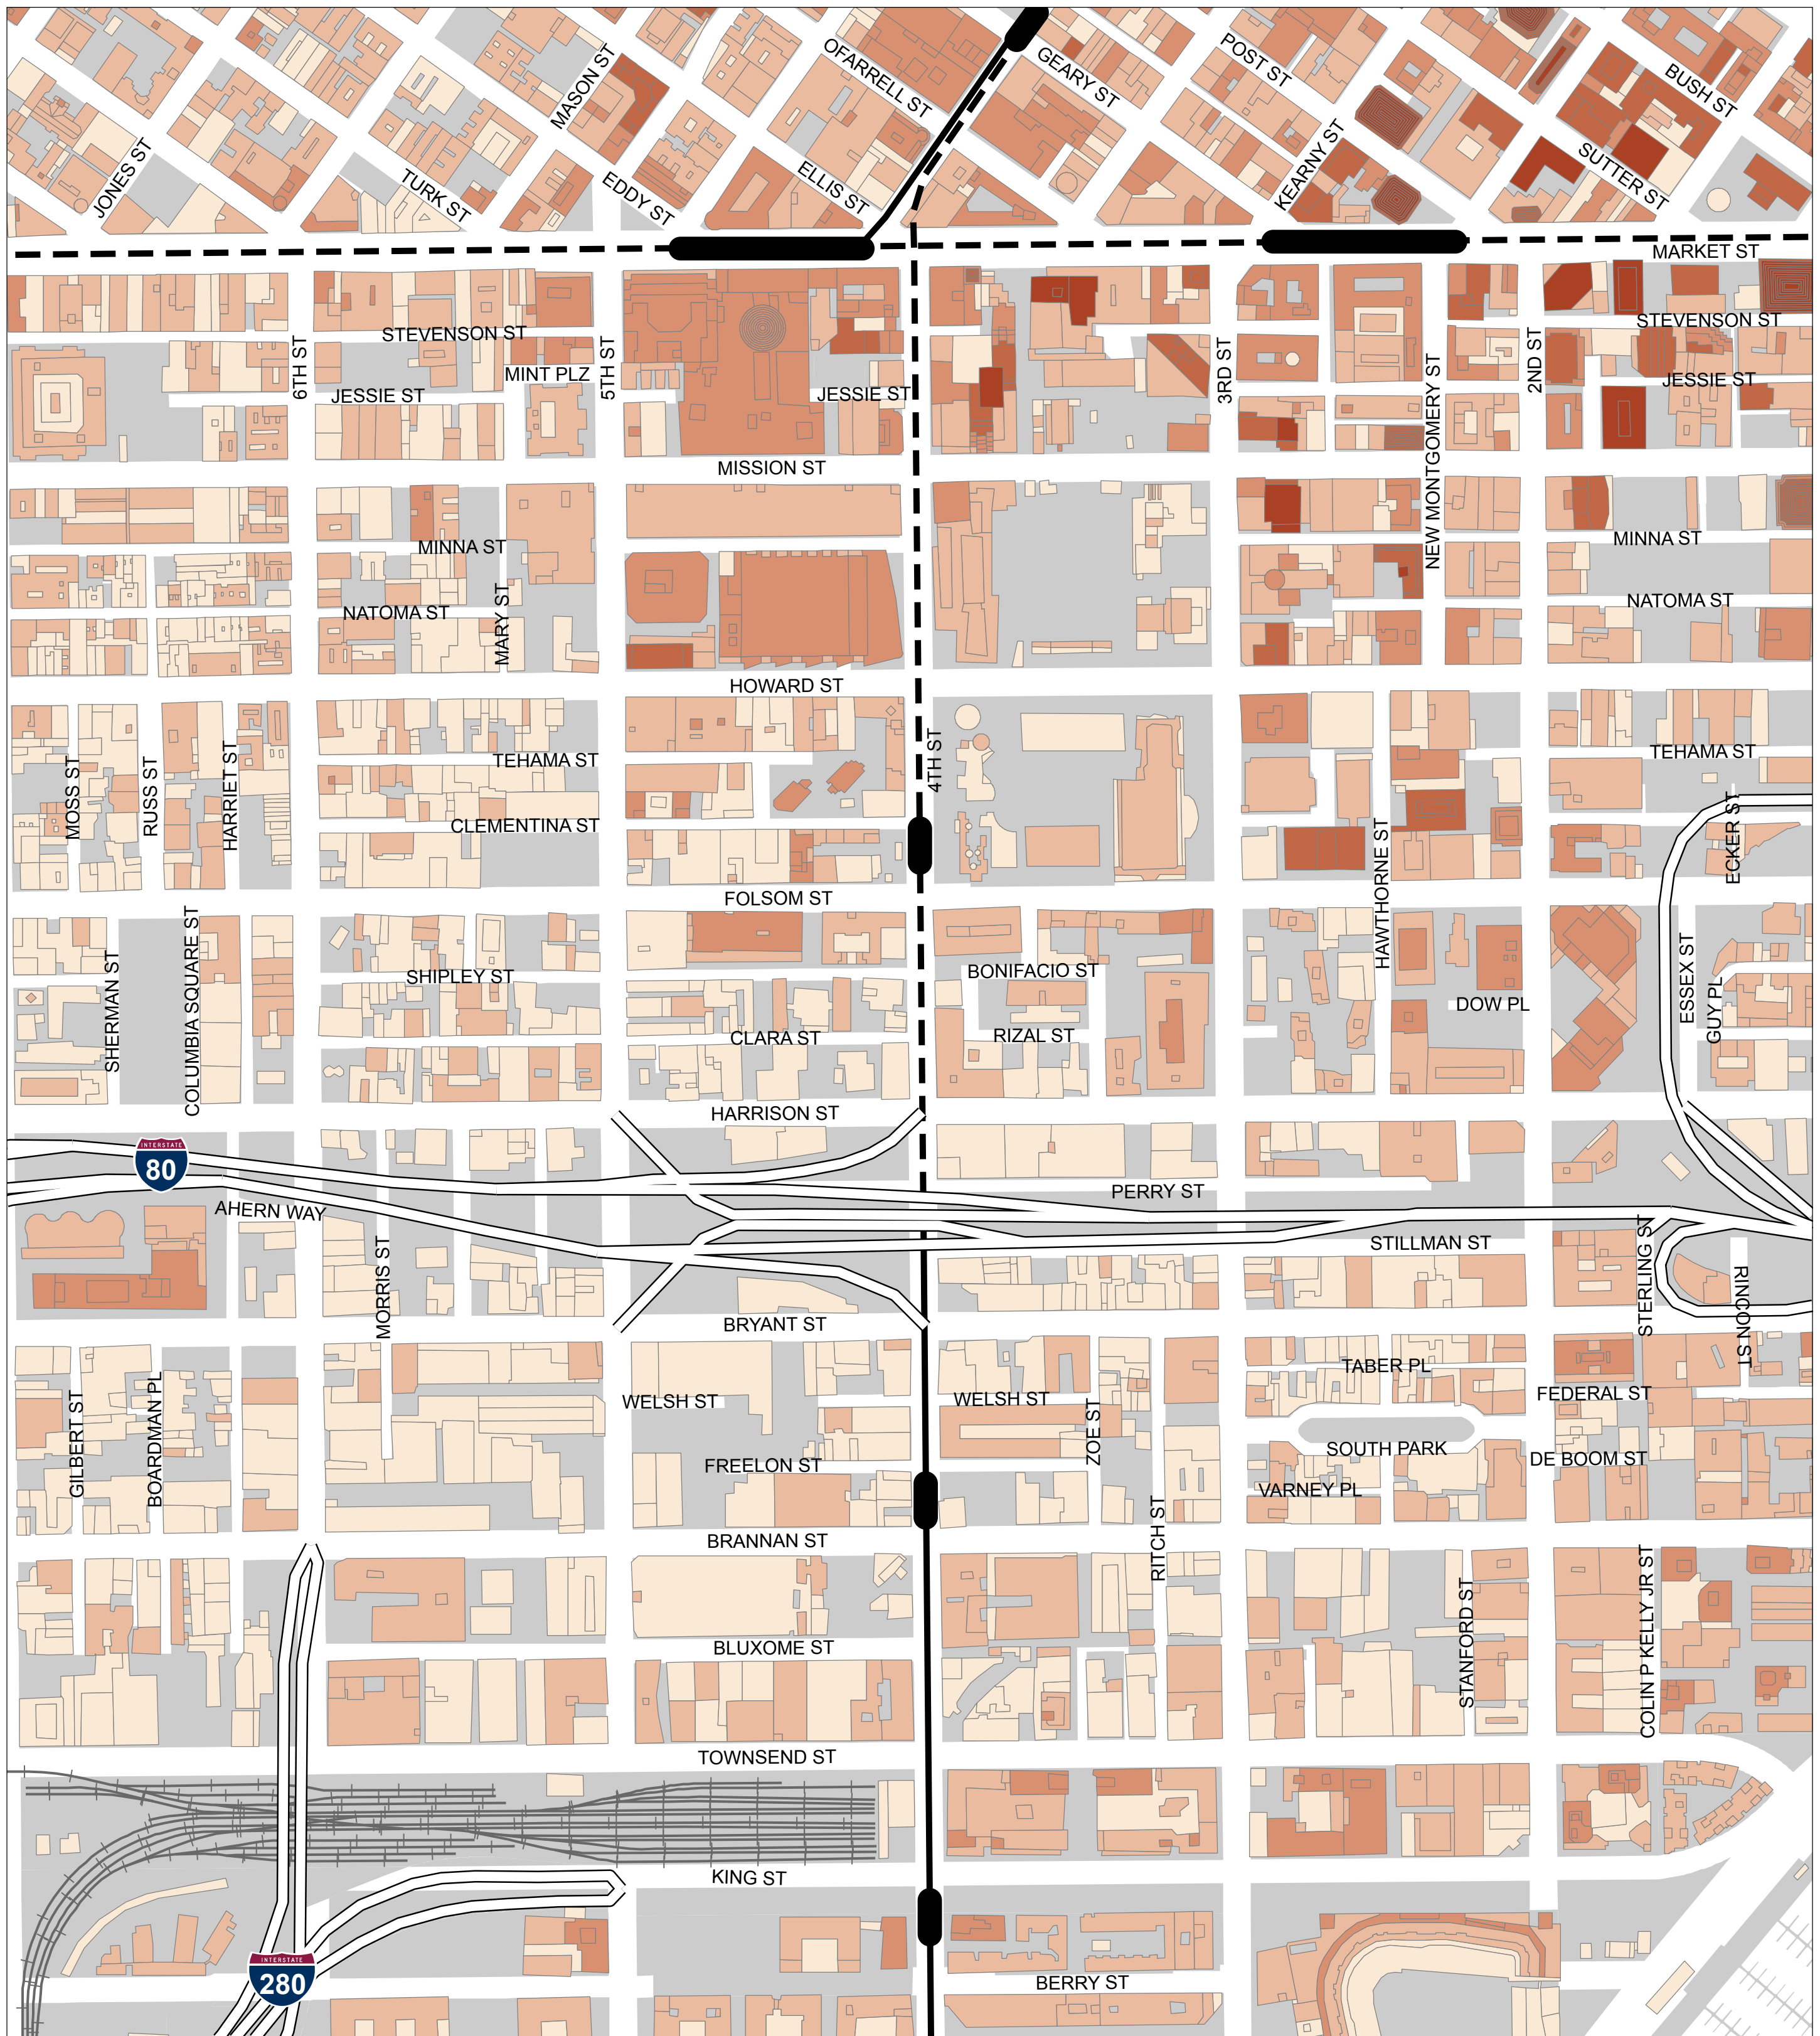 OFARRELL ST
GEARY ST
POST ST
BUSH ST
MASON ST
JONES ST
TURK ST
EDDY ST
ELLIS ST
KEARNY ST
SUTTER ST
MARKET ST
STEVENSON ST
STEVENSON ST
6TH ST
5TH ST
3RD ST
2ND ST
MINT PLZ
JESSIE ST
JESSIE ST
JESSIE ST
NEW MONTGOMERY ST
MISSION ST
MINNA ST
MINNA ST
NATOMA ST
NATOMA ST
MARY ST
HOWARD ST
4TH ST
TEHAMA ST
TEHAMA ST
MOSS ST
RUSS ST
HARRIET ST
CLEMENTINA ST
HAWTHORNE ST
ECKER ST
FOLSOM ST
SHERMAN ST
COLUMBIA SQUARE ST
SHIPLEY ST
BONIFACIO ST
ESSEX ST
GUY PL
DOW PL
CLARA ST
RIZAL ST
HARRISON ST
INTERSTATE
80
PERRY ST
AHERN WAY
MORRIS ST
STILLMAN ST
STERLING ST
RINCON ST
BRYANT ST
TABER PL
FEDERAL ST
WELSH ST
WELSH ST
GILBERT ST
BOARDMAN PL
ZOE ST
SOUTH PARK
DE BOOM ST
FREELON ST
VARNEY PL
BRANNAN ST
RITCH ST
STANFORD ST
COLIN P KELLY JR ST
BLUXOME ST
TOWNSEND ST
KING ST
INTERSTATE
280
BERRY ST